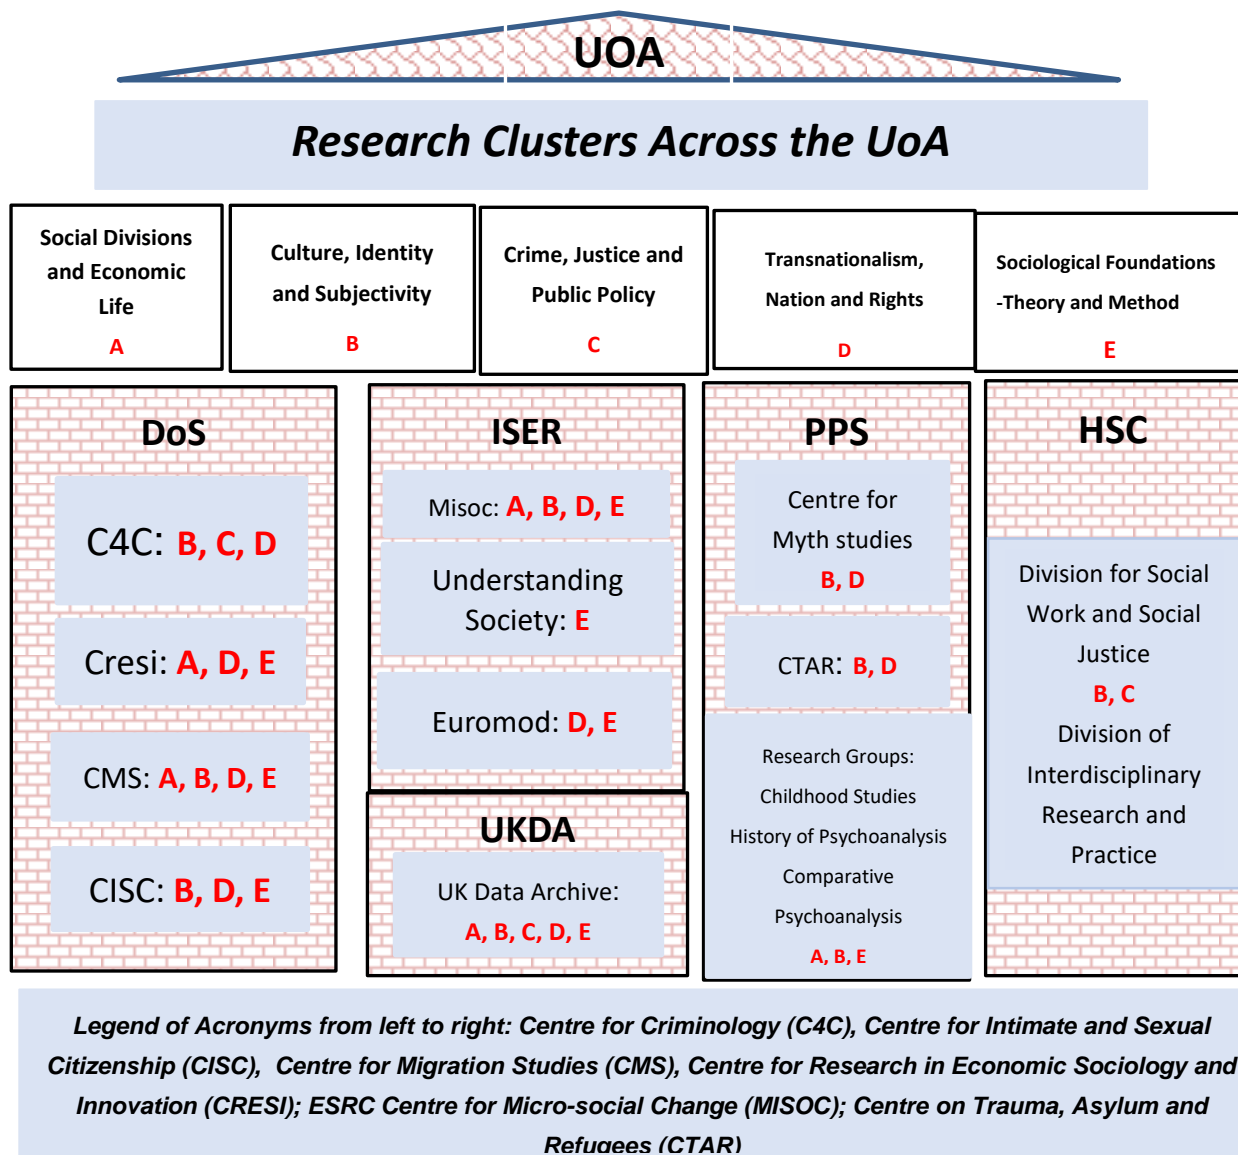 UOA
Research Clusters Across the UoA
Social Divisions
and Economic
Life
A
Culture, Identity
and Subjectivity
B
Crime, Justice and
Public Policy
C
Transnationalism,
Nation and Rights
D
Sociological Foundations
-Theory and Method
E
DoS
C4C: B, C, D
Cresi: A, D, E
CMS: A, B, D, E
CISC: B, D, E
ISER
Misoc: A, B, D, E
Understanding
Society: E
Euromod: D, E
UKDA
UK Data Archive:
A, B, C, D, E
PPS
Centre for
Myth studies
B, D
CTAR: B, D
Research Groups:
Childhood Studies
History of Psychoanalysis
Comparative
Psychoanalysis
A, B, E
HSC
Division for Social
Work and Social
Justice
B, C
Division of
Interdisciplinary
Research and
Practice
Legend of Acronyms from left to right: Centre for Criminology (C4C), Centre for Intimate and Sexual
Citizenship (CISC), Centre for Migration Studies (CMS), Centre for Research in Economic Sociology and
Innovation (CRESI); ESRC Centre for Micro-social Change (MISOC); Centre on Trauma, Asylum and
Refugees (CTAR)